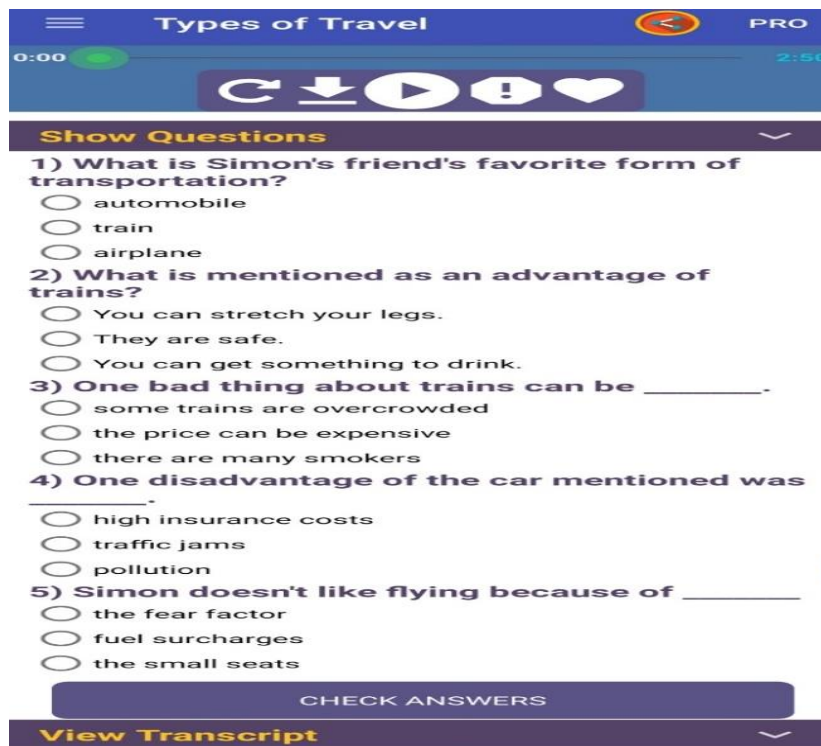 Types of Travel PRO
0:00 2:50
Show Questions
1) What is Simon's friend's favorite form of
transportation?
automobile
train
airplane
2) What is mentioned as an advantage of
trains?
You can stretch your legs.
They are safe.
You can get something to drink.
3) One bad thing about trains can be ________.
some trains are overcrowded
the price can be expensive
there are many smokers
4) One disadvantage of the car mentioned was
________.
high insurance costs
traffic jams
pollution
5) Simon doesn't like flying because of ________
the fear factor
fuel surcharges
the small seats
CHECK ANSWERS
View Transcript